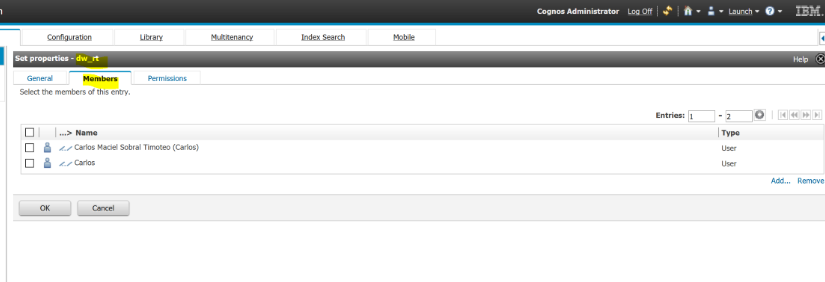 Cognos Administrator Log Off Launch IBM.
Configuration Library Multitenancy Index Search Mobile
Set properties - dw_rt Help
General Members Permissions
Select the members of this entry.
Entries: 1 - 2
...> Name Type
Carlos Maciel Sobral Timoteo (Carlos) User
Carlos User
Add... Remove
OK Cancel